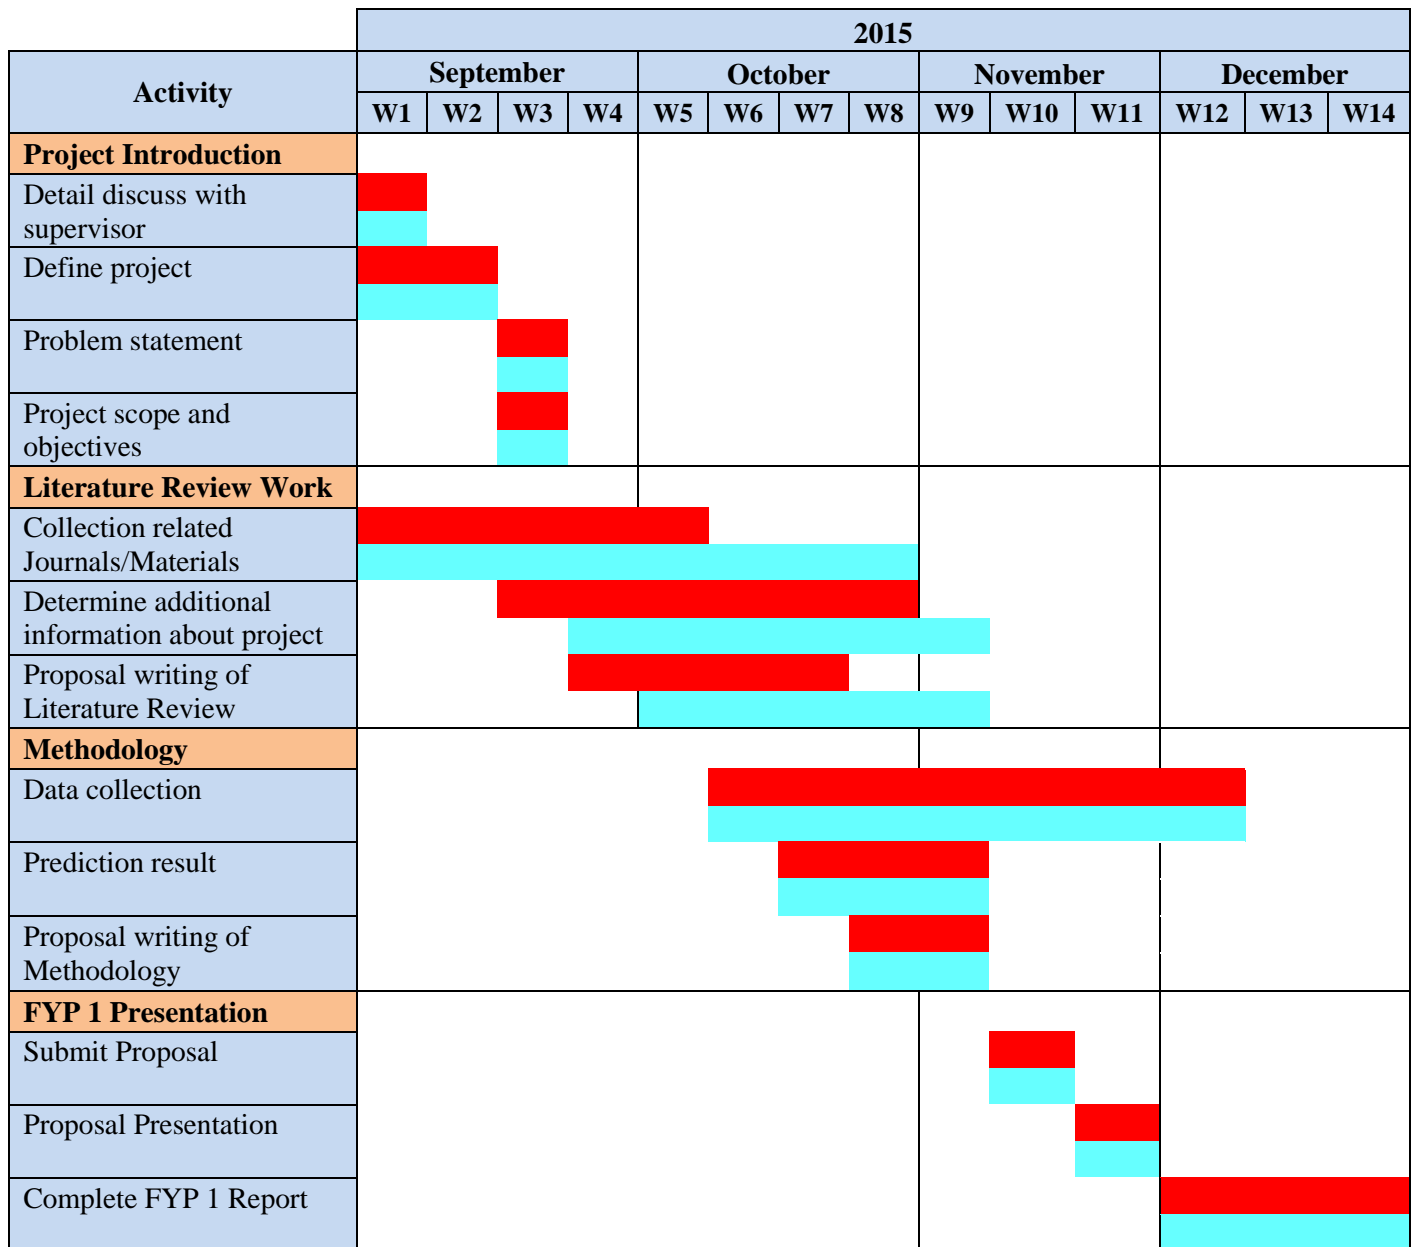 2015
Activity
September October November December
W1 W2 W3 W4 W5 W6 W7 W8 W9 W10 W11 W12 W13 W14
Project Introduction
Detail discuss with
supervisor
Define project
Problem statement
Project scope and
objectives
Literature Review Work
Collection related
Journals/Materials
Determine additional
information about project
Proposal writing of
Literature Review
Methodology
Data collection
Prediction result
Proposal writing of
Methodology
FYP 1 Presentation
Submit Proposal
Proposal Presentation
Complete FYP 1 Report